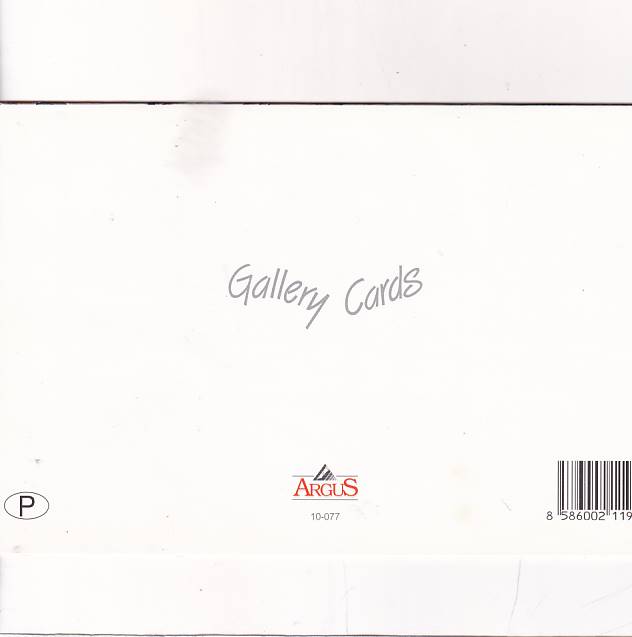 Gallery Cards
P
ARGUS
10-077
8 586002 119